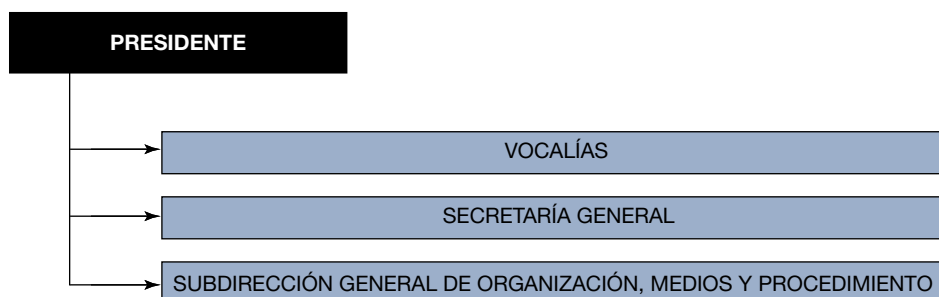 PRESIDENTE
VOCALÍAS
SECRETARÍA GENERAL
SUBDIRECCIÓN GENERAL DE ORGANIZACIÓN, MEDIOS Y PROCEDIMIENTO